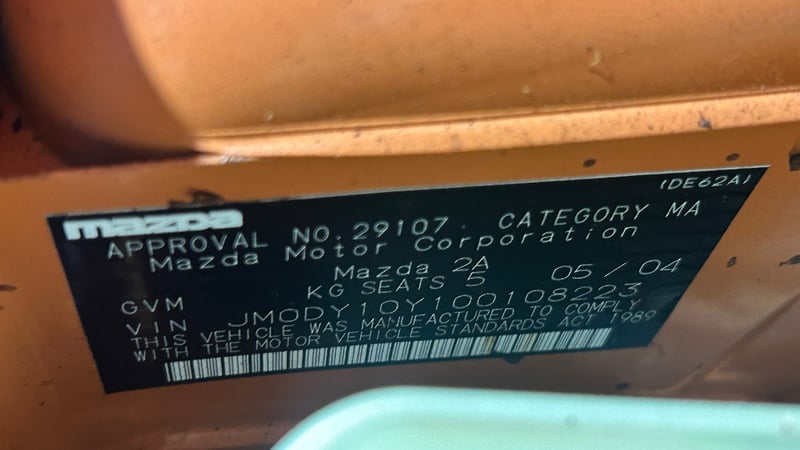 (DE62A)
mazda
APPROVAL NO.29107. CATEGORY MA
Mazda Motor Corporation
Mazda 2A
GVM KG SEATS 5 05/04
VIN JM0DY10Y100108223
THIS VEHICLE WAS MANUFACTURED TO COMPLY
WITH THE MOTOR VEHICLE STANDARDS ACT 1989